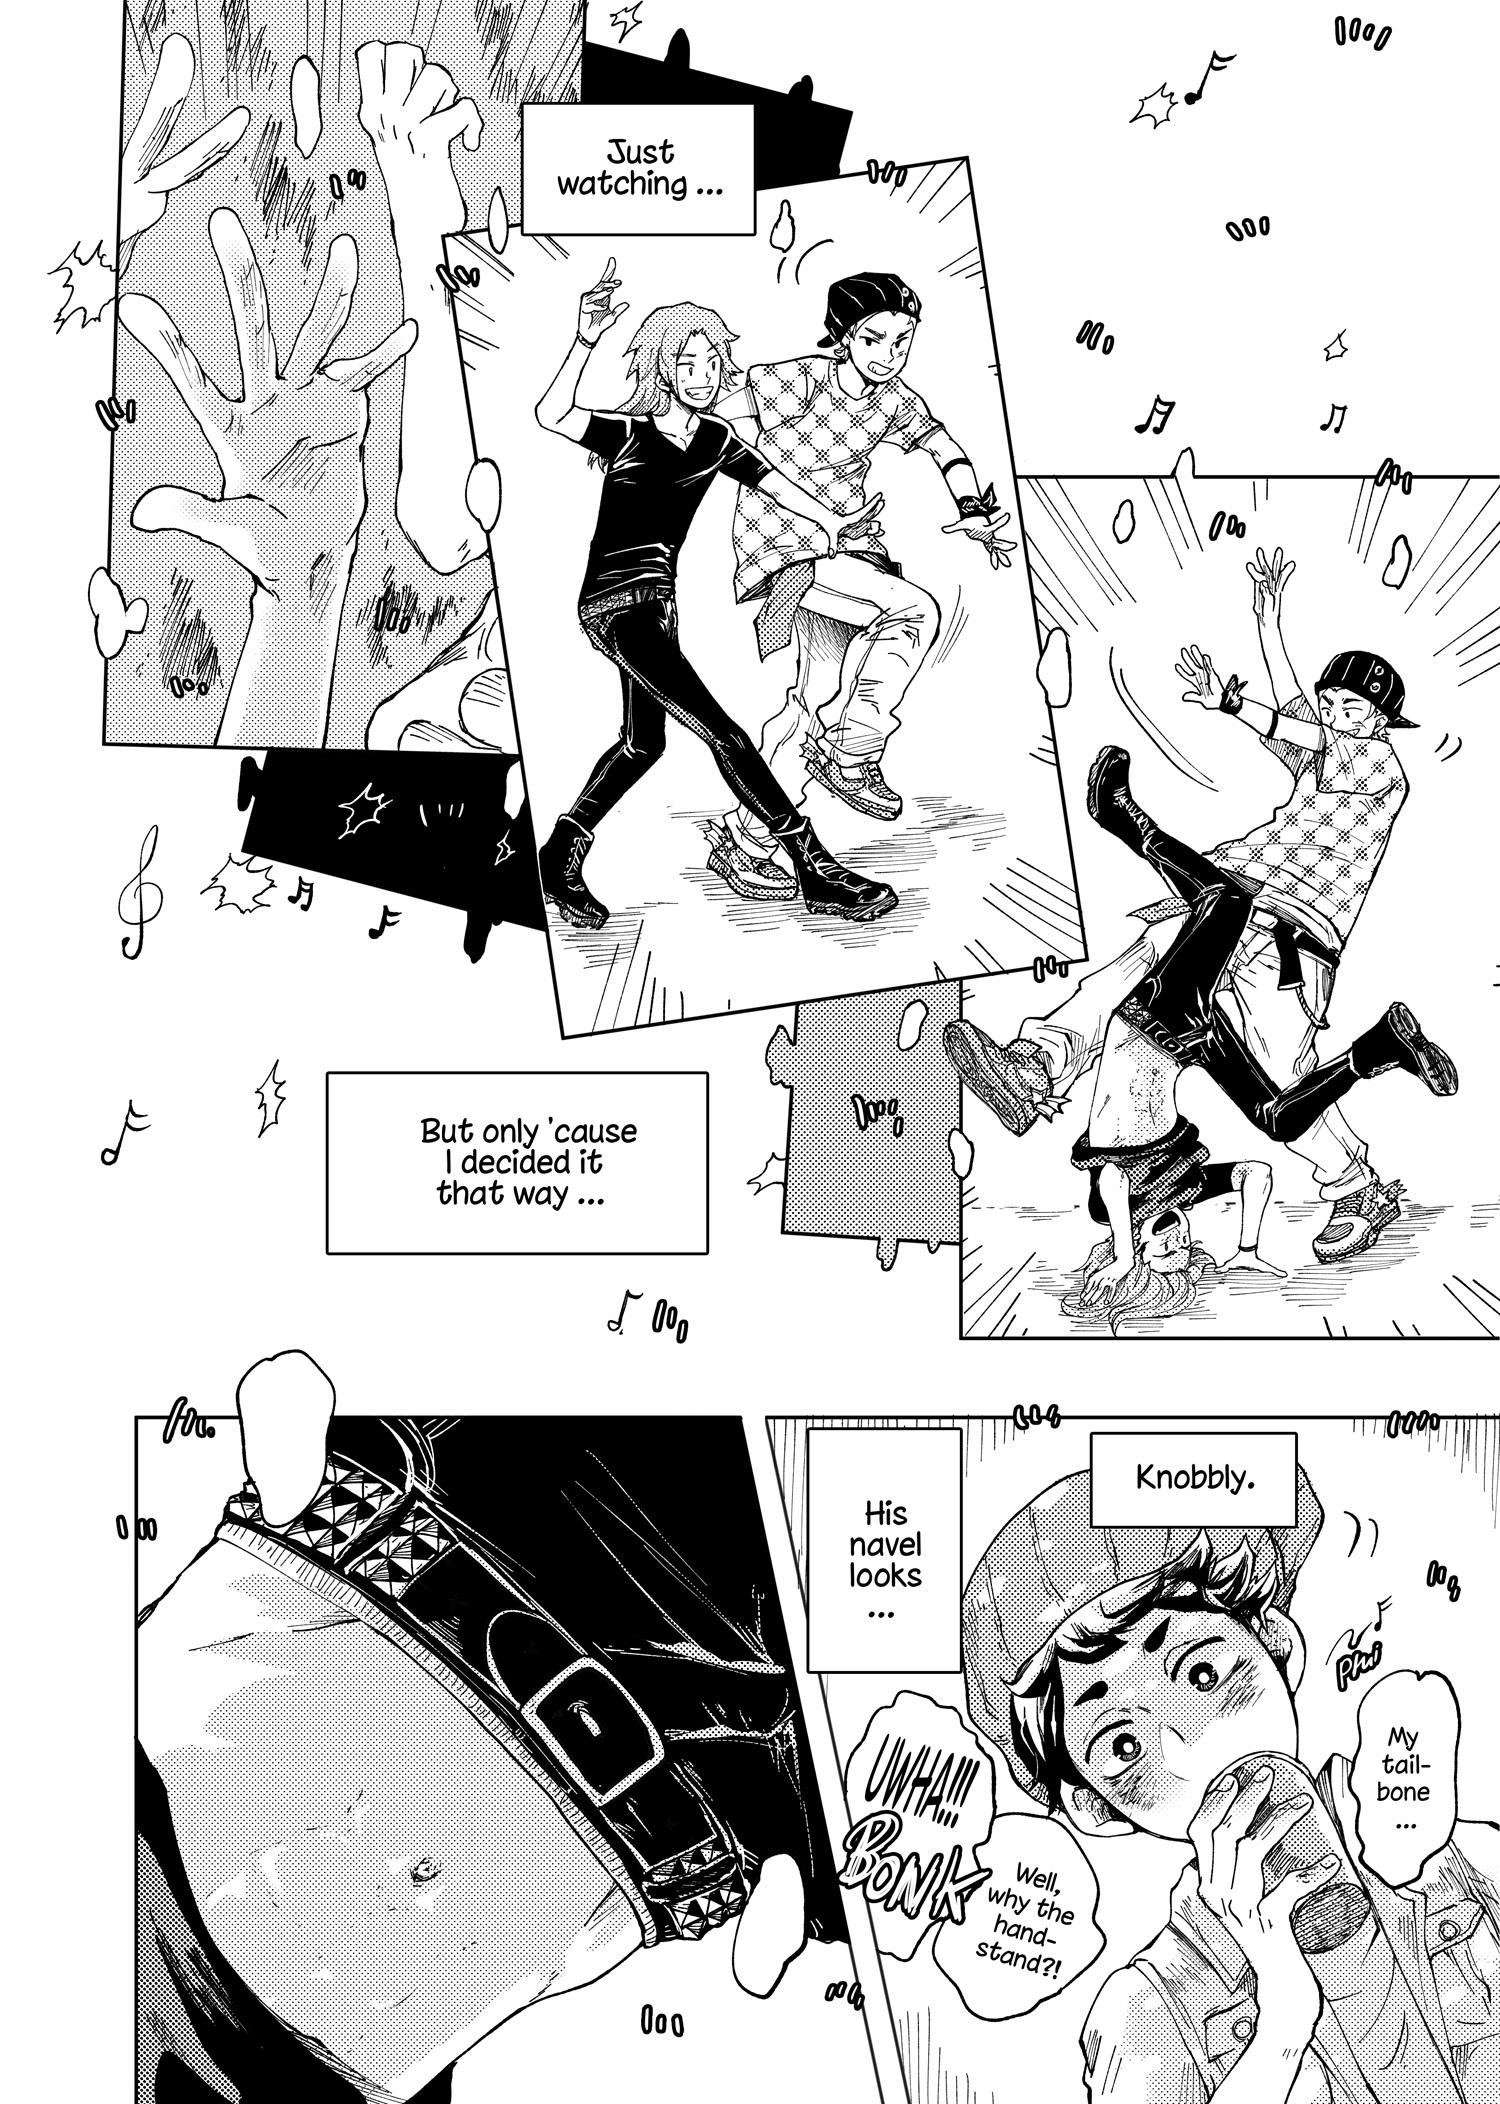 Just
watching ...
But only 'cause
I decided it
that way ...
Knobbly.
His
navel
looks
...
My
tail-
bone
...
phui
UWHA!!!
BONK
Well,
why the
hand-
stand?!